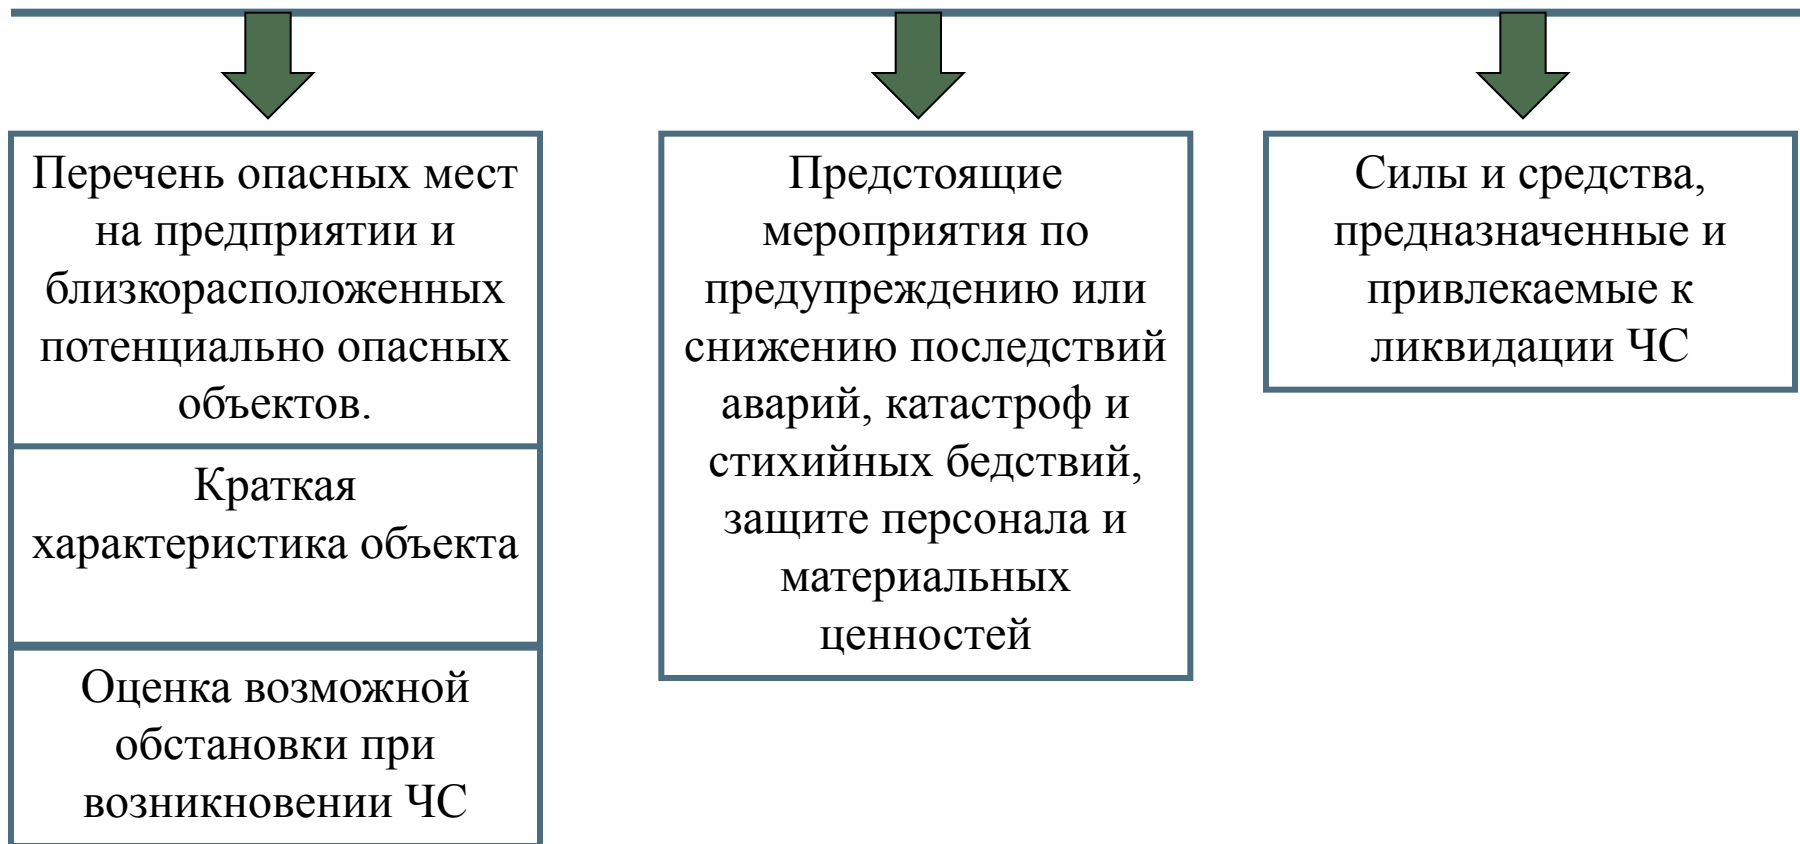 Перечень опасных мест
на предприятии и
близкорасположенных
потенциально опасных
объектов.
Краткая
характеристика объекта
Оценка возможной
обстановки при
возникновении ЧС
Предстоящие
мероприятия по
предупреждению или
снижению последствий
аварий, катастроф и
стихийных бедствий,
защите персонала и
материальных
ценностей
Силы и средства,
предназначенные и
привлекаемые к
ликвидации ЧС